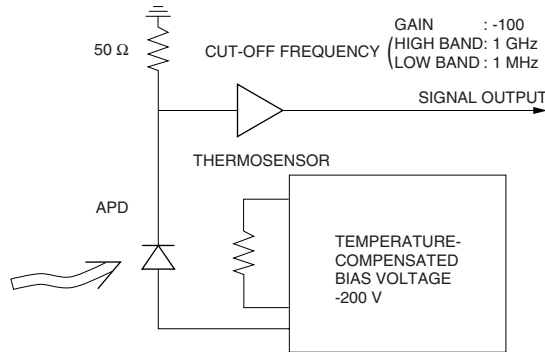 GAIN : -100
50 Ω
CUT-OFF FREQUENCY
HIGH BAND: 1 GHz
LOW BAND : 1 MHz
SIGNAL OUTPUT
THERMOSENSOR
APD
TEMPERATURE-
COMPENSATED
BIAS VOLTAGE
-200 V